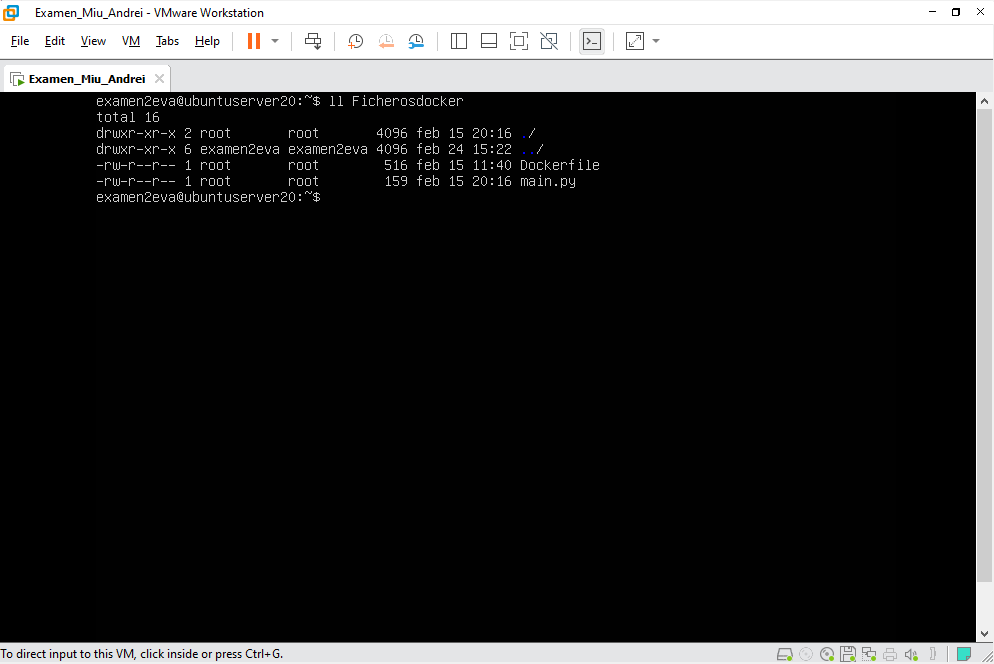 Examen_Miu_Andrei - VMware Workstation
File Edit View VM Tabs Help
Examen_Miu_Andrei
examen2eva@ubuntuserver20:~$ ll Ficherosdocker
total 16
drwxr-xr-x 2 root       root       4096 feb 15 20:16 ./
drwxr-xr-x 6 examen2eva examen2eva 4096 feb 24 15:22 ../
-rw-r--r-- 1 root       root        516 feb 15 11:40 Dockerfile
-rw-r--r-- 1 root       root        159 feb 15 20:16 main.py
examen2eva@ubuntuserver20:~$
To direct input to this VM, click inside or press Ctrl+G.